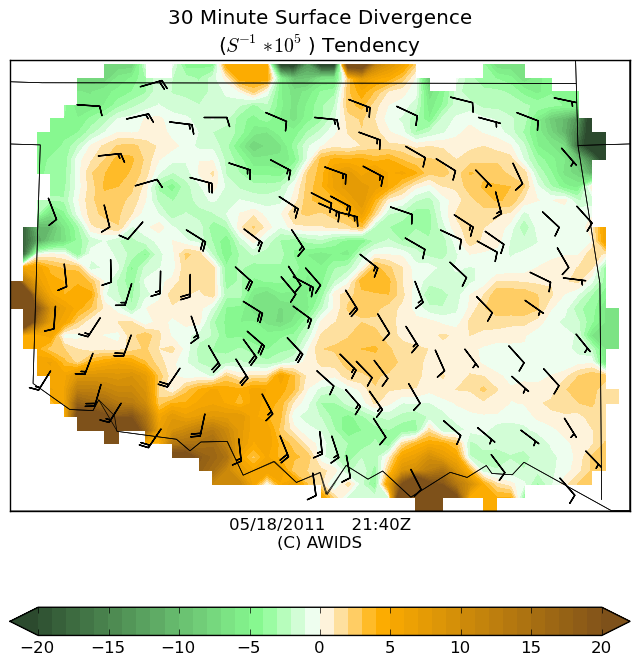 30 Minute Surface Divergence
(S⁻¹ ∗ 10⁵ ) Tendency
05/18/2011 21:40Z
(C) AWIDS
−20 −15 −10 −5 0 5 10 15 20